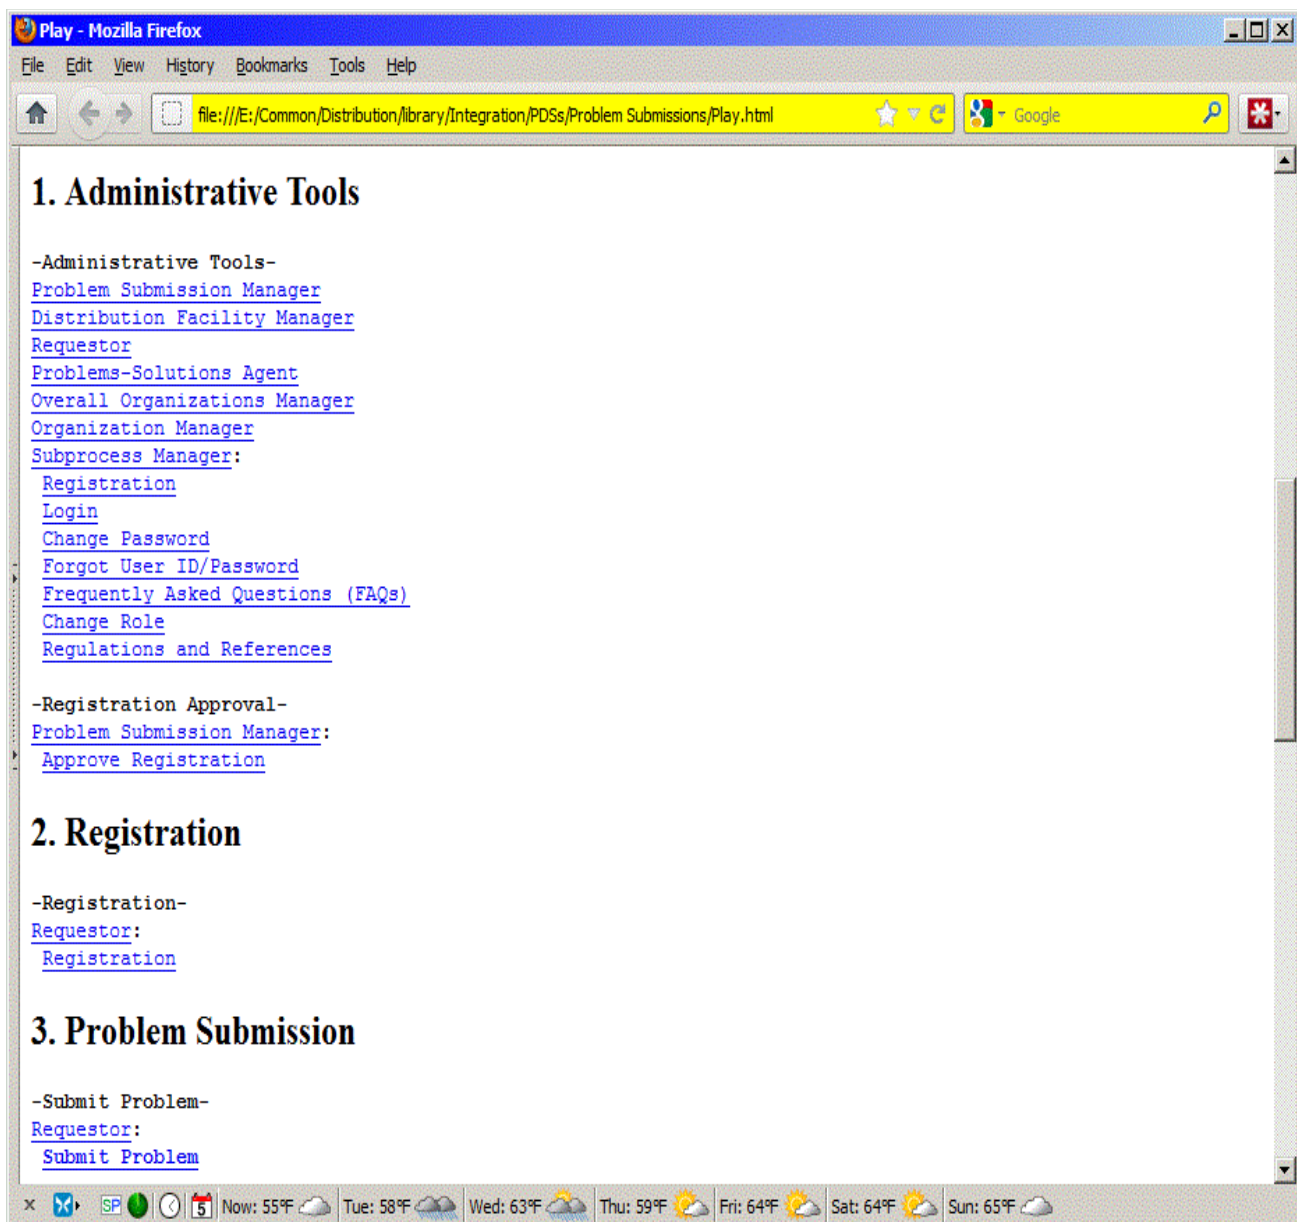 Play - Mozilla Firefox
File Edit View History Bookmarks Tools Help
file:///E:/Common/Distribution/library/Integration/PDSs/Problem Submissions/Play.html Google
1. Administrative Tools
-Administrative Tools-
Problem Submission Manager
Distribution Facility Manager
Requestor
Problems-Solutions Agent
Overall Organizations Manager
Organization Manager
Subprocess Manager:
Registration
Login
Change Password
Forgot User ID/Password
Frequently Asked Questions (FAQs)
Change Role
Regulations and References
-Registration Approval-
Problem Submission Manager:
Approve Registration
2. Registration
-Registration-
Requestor:
Registration
3. Problem Submission
-Submit Problem-
Requestor:
Submit Problem
SP 5 Now: 55°F Tue: 58°F Wed: 63°F Thu: 59°F Fri: 64°F Sat: 64°F Sun: 65°F